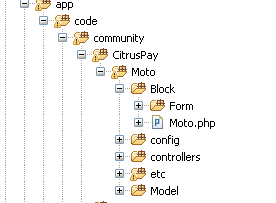 app
code
community
CitrusPay
Moto
Block
Form
Moto.php
config
controllers
etc
Model